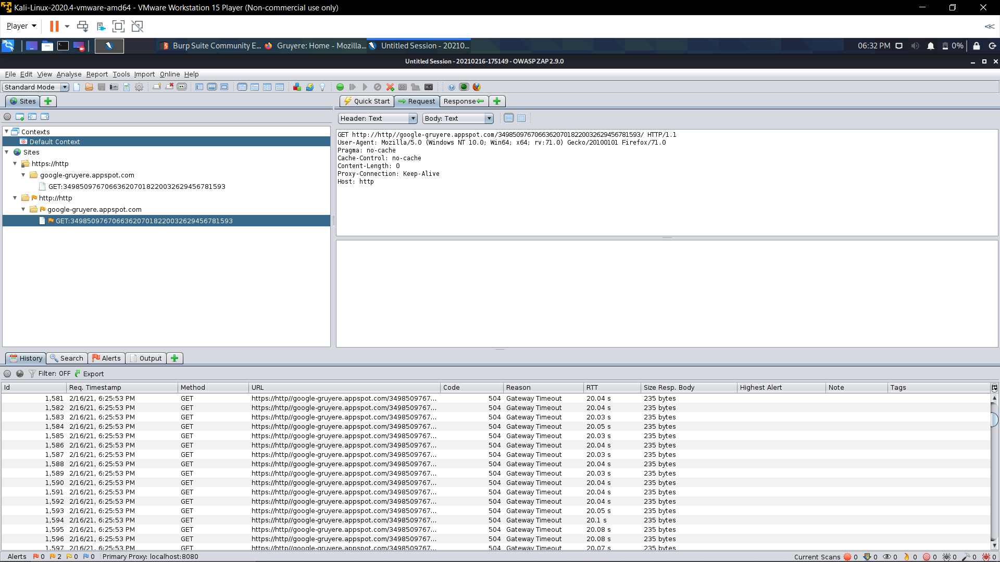 Kali-Linux-2020.4-vmware-amd64 - VMware Workstation 15 Player (Non-commercial use only)
Player
Burp Suite Community E...
Gruyere: Home - Mozilla...
Untitled Session - 20210...
06:32 PM
0%
Untitled Session - 20210216-175149 - OWASP ZAP 2.9.0
File Edit View Analyse Report Tools Import Online Help
Standard Mode
Sites
Quick Start
Request
Response
Header: Text
Body: Text
Contexts
Default Context
Sites
https://http
google-gruyere.appspot.com
GET:349850976706636207018220032629456781593
http://http
google-gruyere.appspot.com
GET:349850976706636207018220032629456781593
GET http://http//google-gruyere.appspot.com/349850976706636207018220032629456781593/ HTTP/1.1
User-Agent: Mozilla/5.0 (Windows NT 10.0; Win64; x64; rv:71.0) Gecko/20100101 Firefox/71.0
Pragma: no-cache
Cache-Control: no-cache
Content-Length: 0
Proxy-Connection: Keep-Alive
Host: http
History
Search
Alerts
Output
Filter: OFF
Export
Id Req. Timestamp Method URL Code Reason RTT Size Resp. Body Highest Alert Note Tags
1,581 2/16/21, 6:25:53 PM GET https://http//google-gruyere.appspot.com/3498509767... 504 Gateway Timeout 20.04 s 235 bytes
1,582 2/16/21, 6:25:53 PM GET https://http//google-gruyere.appspot.com/3498509767... 504 Gateway Timeout 20.04 s 235 bytes
1,583 2/16/21, 6:25:53 PM GET https://http//google-gruyere.appspot.com/3498509767... 504 Gateway Timeout 20.03 s 235 bytes
1,584 2/16/21, 6:25:53 PM GET https://http//google-gruyere.appspot.com/3498509767... 504 Gateway Timeout 20.05 s 235 bytes
1,585 2/16/21, 6:25:53 PM GET https://http//google-gruyere.appspot.com/3498509767... 504 Gateway Timeout 20.03 s 235 bytes
1,586 2/16/21, 6:25:53 PM GET https://http//google-gruyere.appspot.com/3498509767... 504 Gateway Timeout 20.04 s 235 bytes
1,587 2/16/21, 6:25:53 PM GET https://http//google-gruyere.appspot.com/3498509767... 504 Gateway Timeout 20.03 s 235 bytes
1,588 2/16/21, 6:25:53 PM GET https://http//google-gruyere.appspot.com/3498509767... 504 Gateway Timeout 20.04 s 235 bytes
1,589 2/16/21, 6:25:53 PM GET https://http//google-gruyere.appspot.com/3498509767... 504 Gateway Timeout 20.03 s 235 bytes
1,590 2/16/21, 6:25:53 PM GET https://http//google-gruyere.appspot.com/3498509767... 504 Gateway Timeout 20.04 s 235 bytes
1,591 2/16/21, 6:25:53 PM GET https://http//google-gruyere.appspot.com/3498509767... 504 Gateway Timeout 20.04 s 235 bytes
1,592 2/16/21, 6:25:53 PM GET https://http//google-gruyere.appspot.com/3498509767... 504 Gateway Timeout 20.04 s 235 bytes
1,593 2/16/21, 6:25:53 PM GET https://http//google-gruyere.appspot.com/3498509767... 504 Gateway Timeout 20.05 s 235 bytes
1,594 2/16/21, 6:25:53 PM GET https://http//google-gruyere.appspot.com/3498509767... 504 Gateway Timeout 20.1 s 235 bytes
1,595 2/16/21, 6:25:53 PM GET https://http//google-gruyere.appspot.com/3498509767... 504 Gateway Timeout 20.08 s 235 bytes
1,596 2/16/21, 6:25:53 PM GET https://http//google-gruyere.appspot.com/3498509767... 504 Gateway Timeout 20.08 s 235 bytes
1,597 2/16/21, 6:25:53 PM GET https://http//google-gruyere.appspot.com/3498509767... 504 Gateway Timeout 20.07 s 235 bytes
Alerts 0 2 0 0 Primary Proxy: localhost:8080
Current Scans 0 0 0 0 0 0 0 0